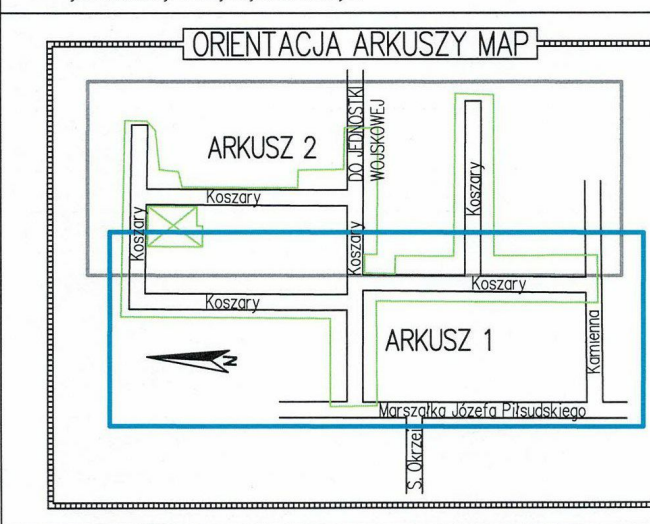 ORIENTACJA ARKUSZY MAP
ARKUSZ 2
DO JEDNOSTKI
WOJSKOWEJ
Koszary
Koszary
Koszary
Koszary
Koszary
Koszary
ARKUSZ 1
Kamienna
N
Marszałka Józefa Piłsudskiego
S. Okrzei